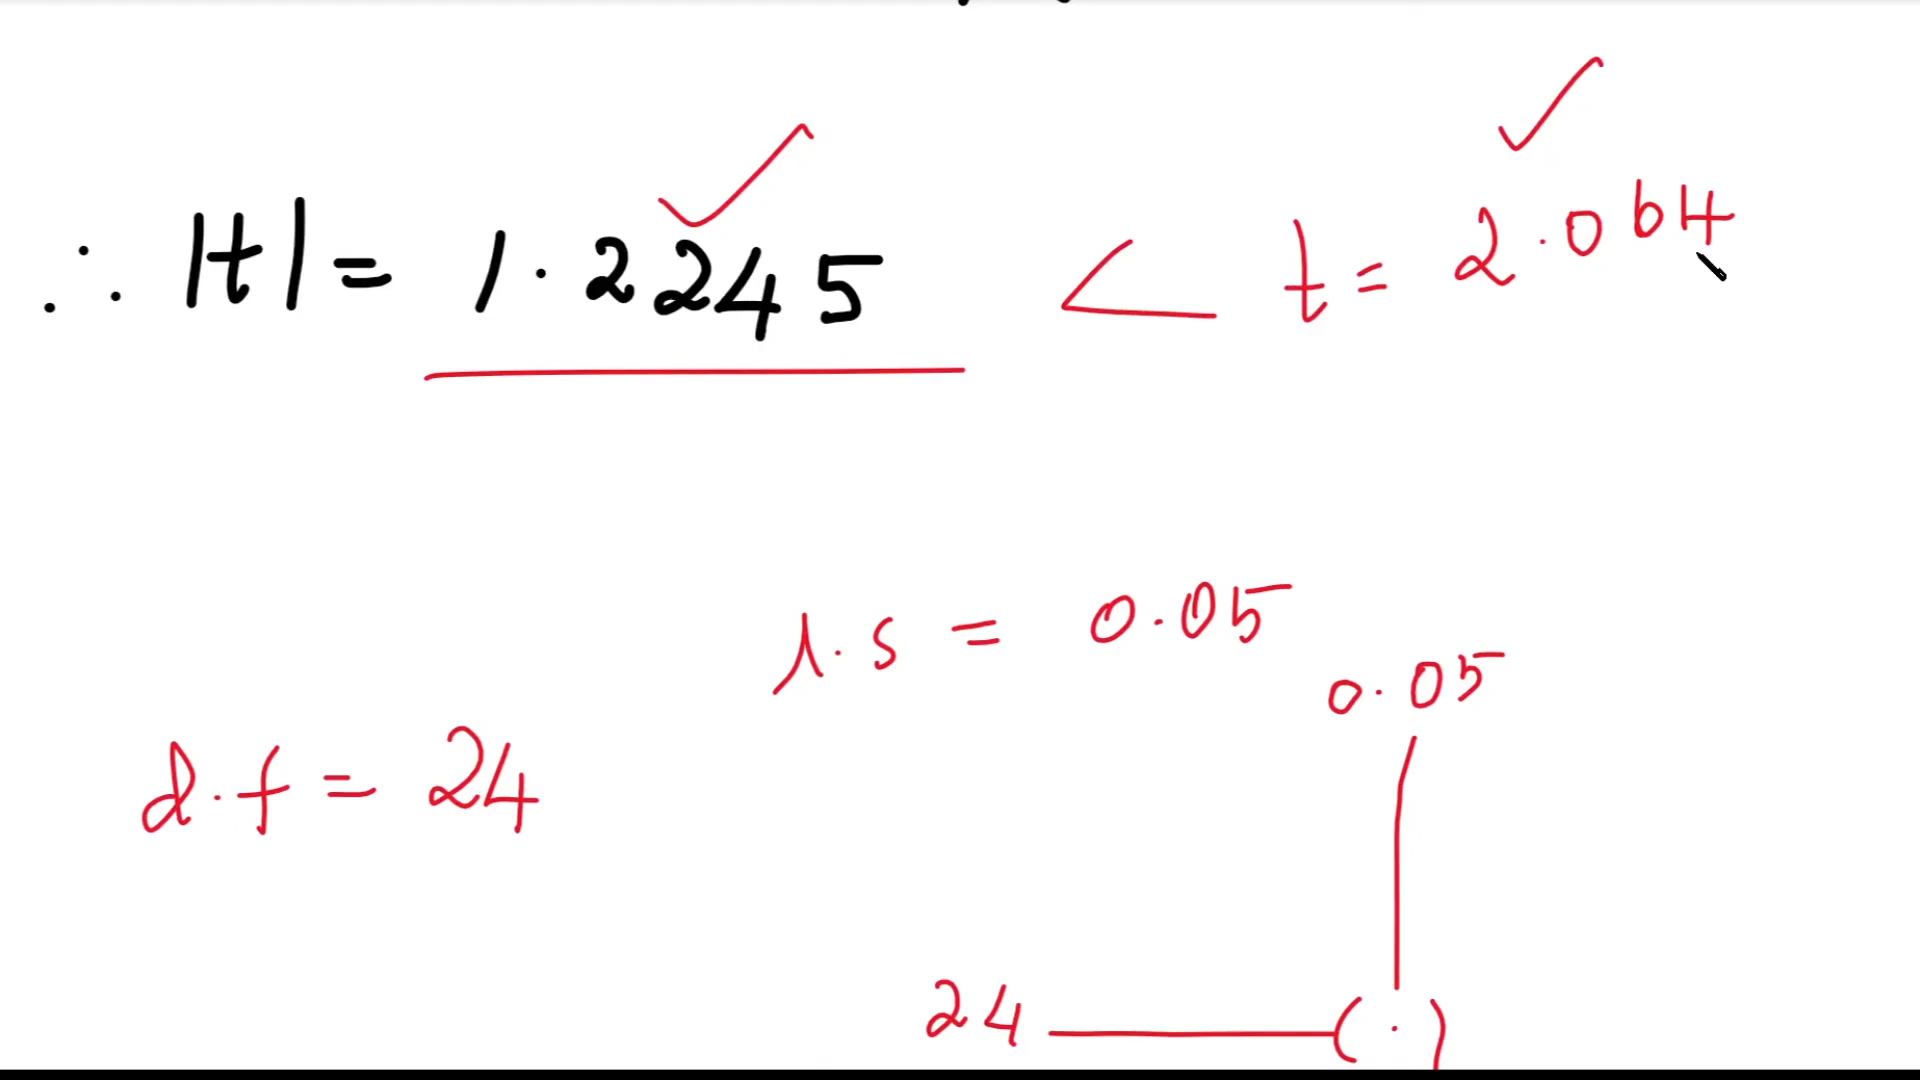 ∴ |t| = 1.2245 < t = 2.064
l.s = 0.05
0.05
d.f = 24
24 (.)